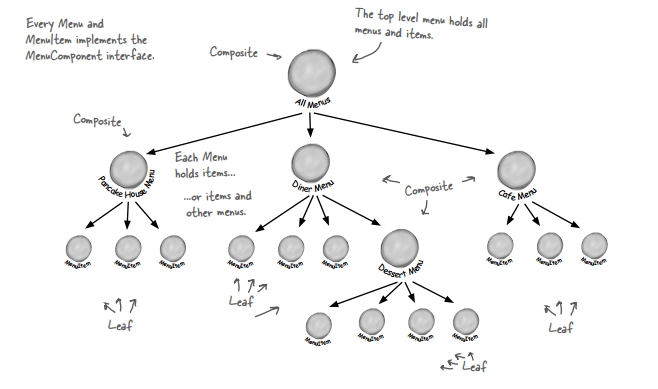 Every Menu and
MenuItem implements the
MenuComponent interface.
The top level menu holds all
menus and items.
Composite
All Menus
Composite
Each Menu
holds items...
...or items and
other menus.
Pancake House Menu
Diner Menu
Composite
Cafe Menu
MenuItem
MenuItem
MenuItem
MenuItem
MenuItem
MenuItem
Dessert Menu
MenuItem
MenuItem
MenuItem
Leaf
Leaf
Leaf
MenuItem
MenuItem
MenuItem
MenuItem
Leaf